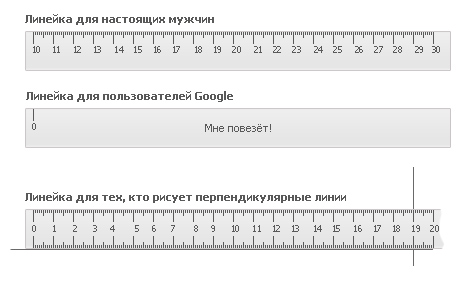 Линейка для настоящих мужчин
10 11 12 13 14 15 16 17 18 19 20 21 22 23 24 25 26 27 28 29 30
Линейка для пользователей Google
0
Мне повезёт!
Линейка для тех, кто рисует перпендикулярные линии
0 1 2 3 4 5 6 7 8 9 10 11 12 13 14 15 16 17 18 19 20